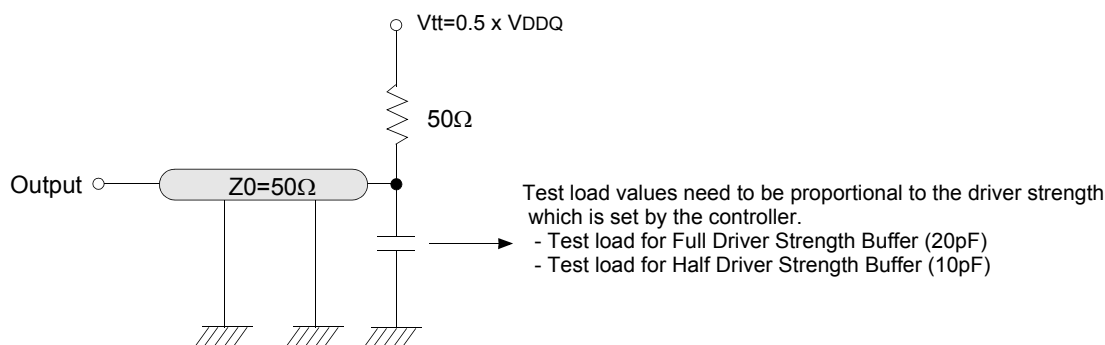 Vtt=0.5 x VDDQ
50Ω
Output
Z0=50Ω
Test load values need to be proportional to the driver strength
which is set by the controller.
- Test load for Full Driver Strength Buffer (20pF)
- Test load for Half Driver Strength Buffer (10pF)